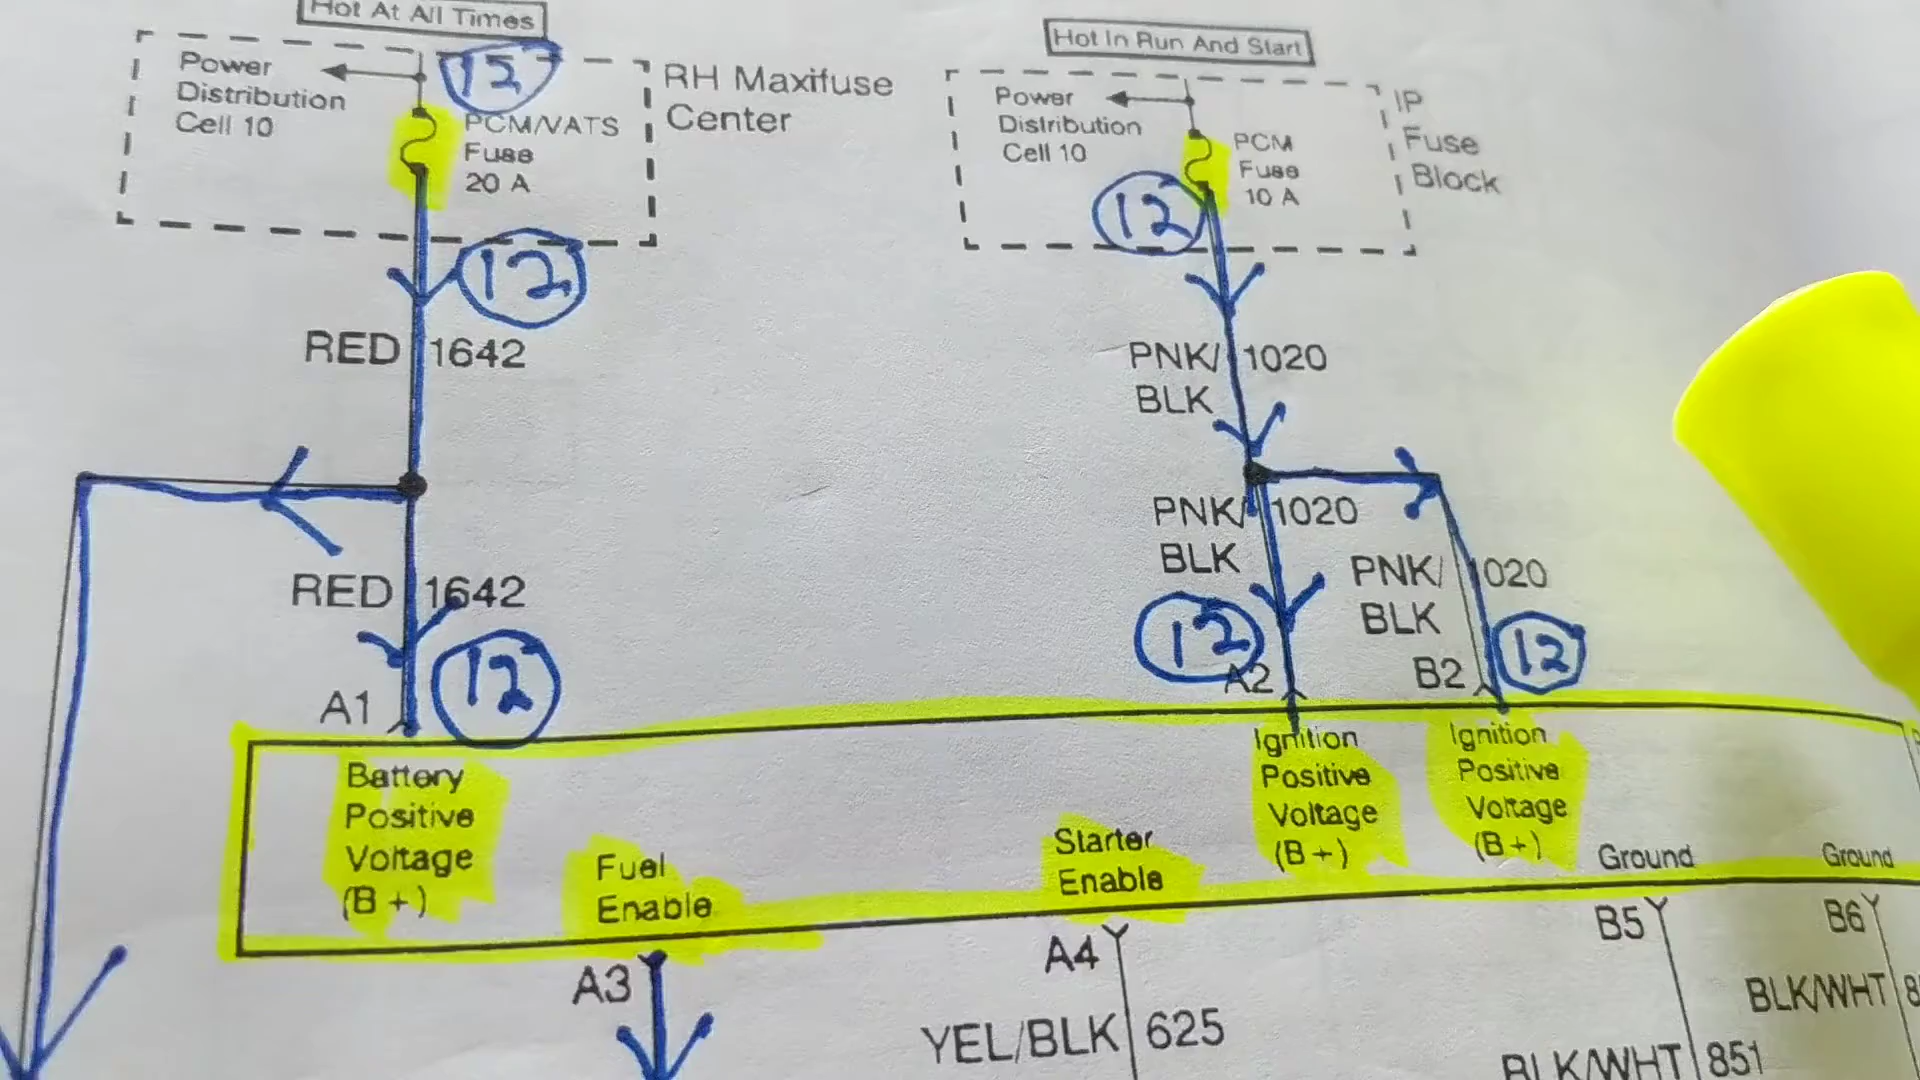 Hot At All Times
Hot In Run And Start
12
Power
Distribution
Cell 10
PCM/VATS
Fuse
20 A
RH Maxifuse
Center
Power
Distribution
Cell 10
PCM
Fuse
10 A
IP
Fuse
Block
12
12
RED 1642
PNK/ 1020
BLK
PNK/ 1020
BLK
PNK/ 1020
BLK
RED 1642
12
12
12
A1
A2
B2
Battery
Positive
Voltage
(B+)
Fuel
Enable
Starter
Enable
Ignition
Positive
Voltage
(B+)
Ignition
Positive
Voltage
(B+)
Ground
Ground
A3
A4
B5
B6
YEL/BLK 625
BLK/WHT 851
BLK/WHT